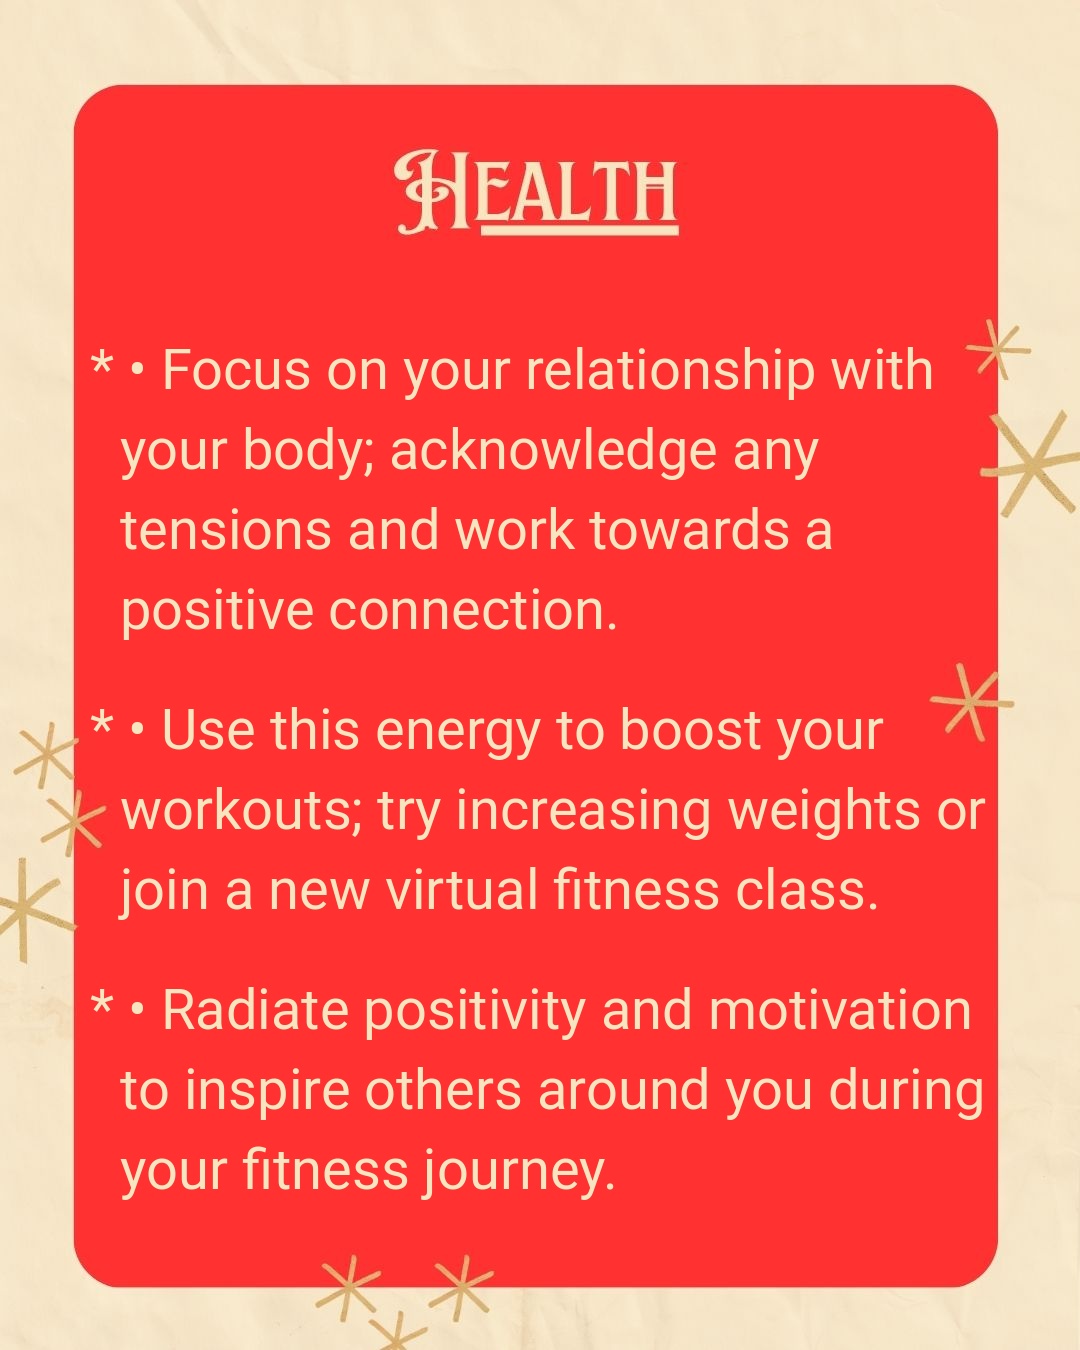 Health
* • Focus on your relationship with
your body; acknowledge any
tensions and work towards a
positive connection.
* • Use this energy to boost your
workouts; try increasing weights or
join a new virtual fitness class.
* • Radiate positivity and motivation
to inspire others around you during
your fitness journey.